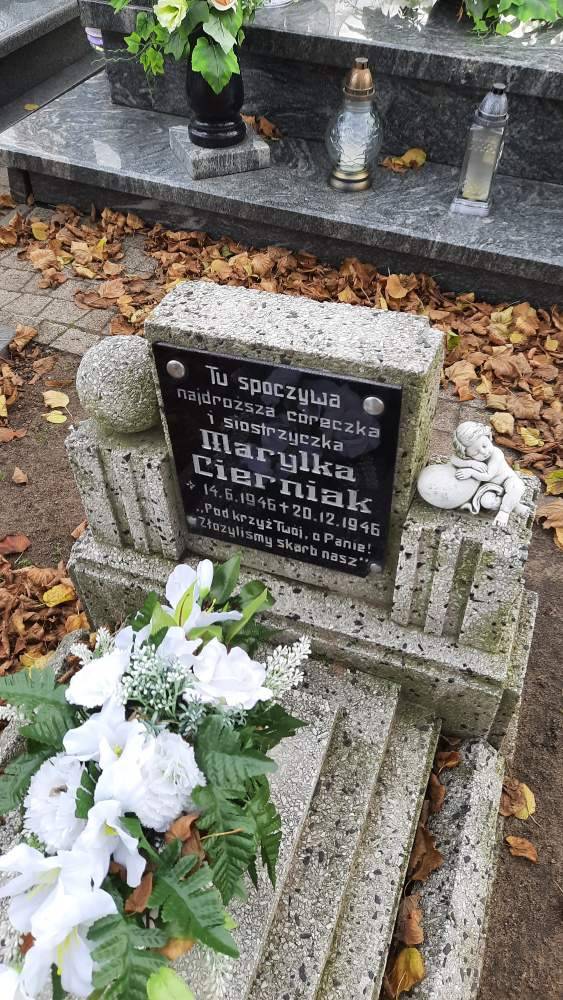 Tu spoczywa
najdroższa córeczka
i siostrzyczka
Marylka
Cierniak
* 14.6.1946 ✝ 20.12.1946
„Pod krzyż Twój, o Panie!
Złożyliśmy skarb nasz”